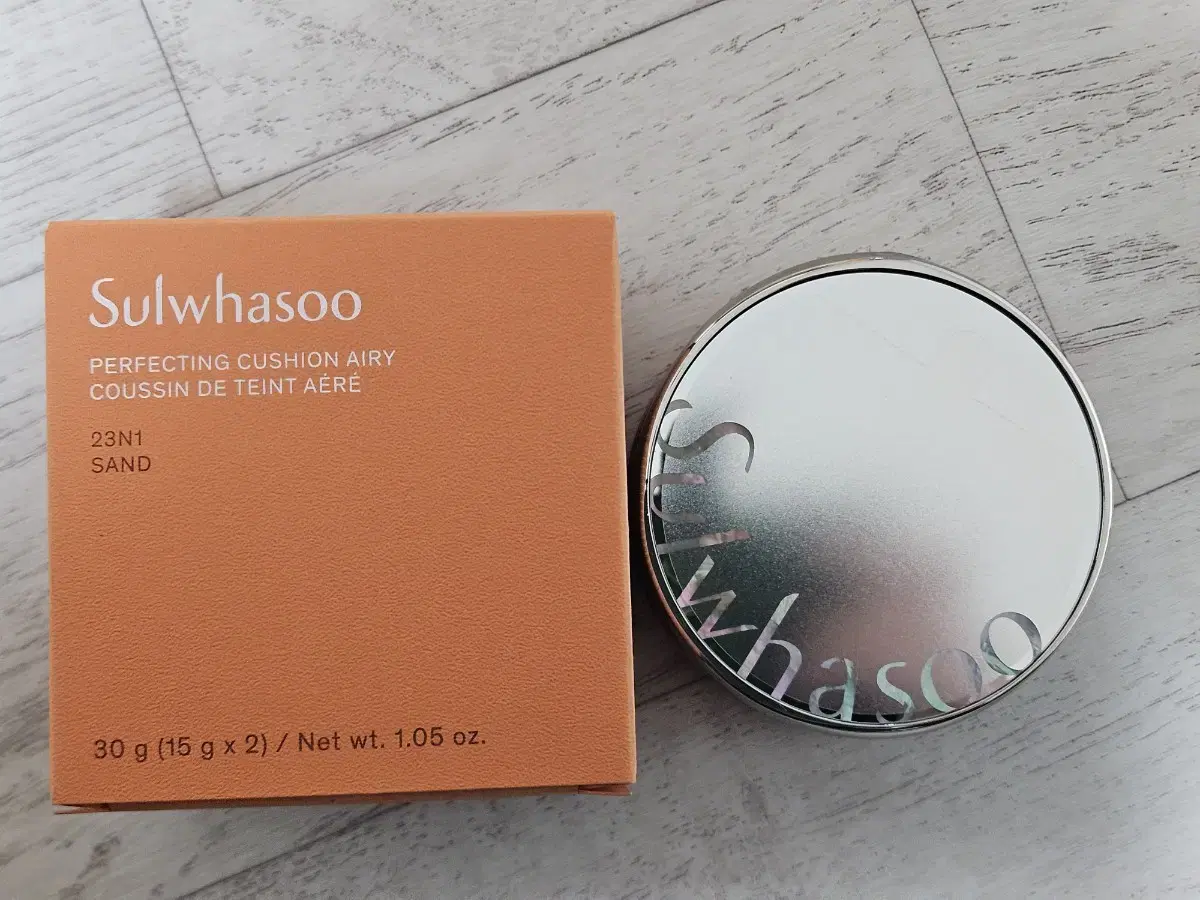 Sulwhasoo
PERFECTING CUSHION AIRY
COUSSIN DE TEINT AÉRÉ
23N1
SAND
30 g (15 g x 2) / Net wt. 1.05 oz.
Sulwhasoo